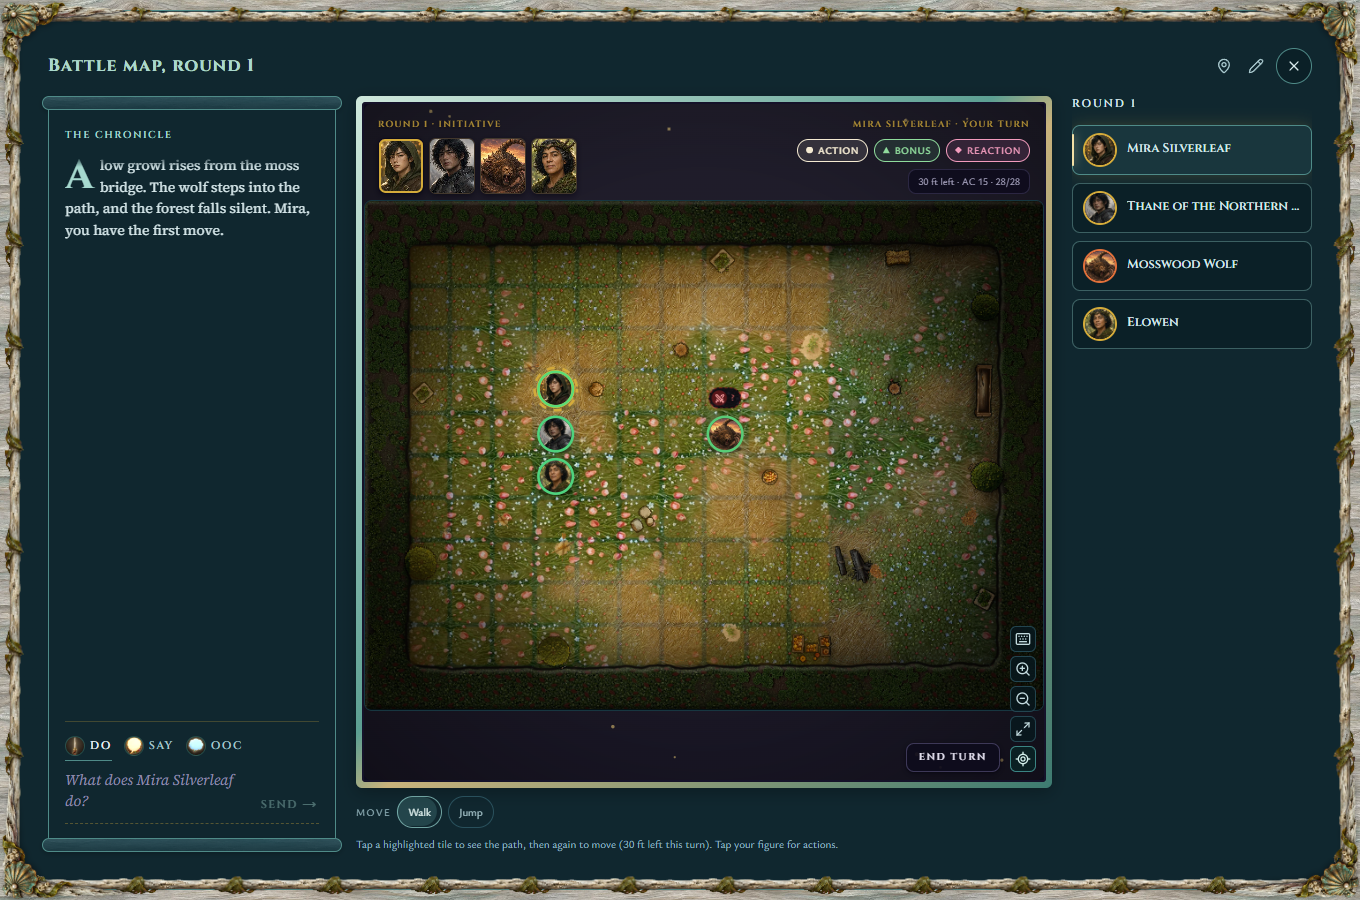 BATTLE MAP, ROUND 1
THE CHRONICLE
A low growl rises from the moss
bridge. The wolf steps into the
path, and the forest falls silent. Mira,
you have the first move.
DO SAY OOC
What does Mira Silverleaf
do?
SEND →
ROUND 1 · INITIATIVE
MIRA SILVERLEAF · YOUR TURN
ACTION BONUS REACTION
30 ft left · AC 15 · 28/28
END TURN
MOVE Walk Jump
Tap a highlighted tile to see the path, then again to move (30 ft left this turn). Tap your figure for actions.
ROUND 1
MIRA SILVERLEAF
THANE OF THE NORTHERN ...
MOSSWOOD WOLF
ELOWEN